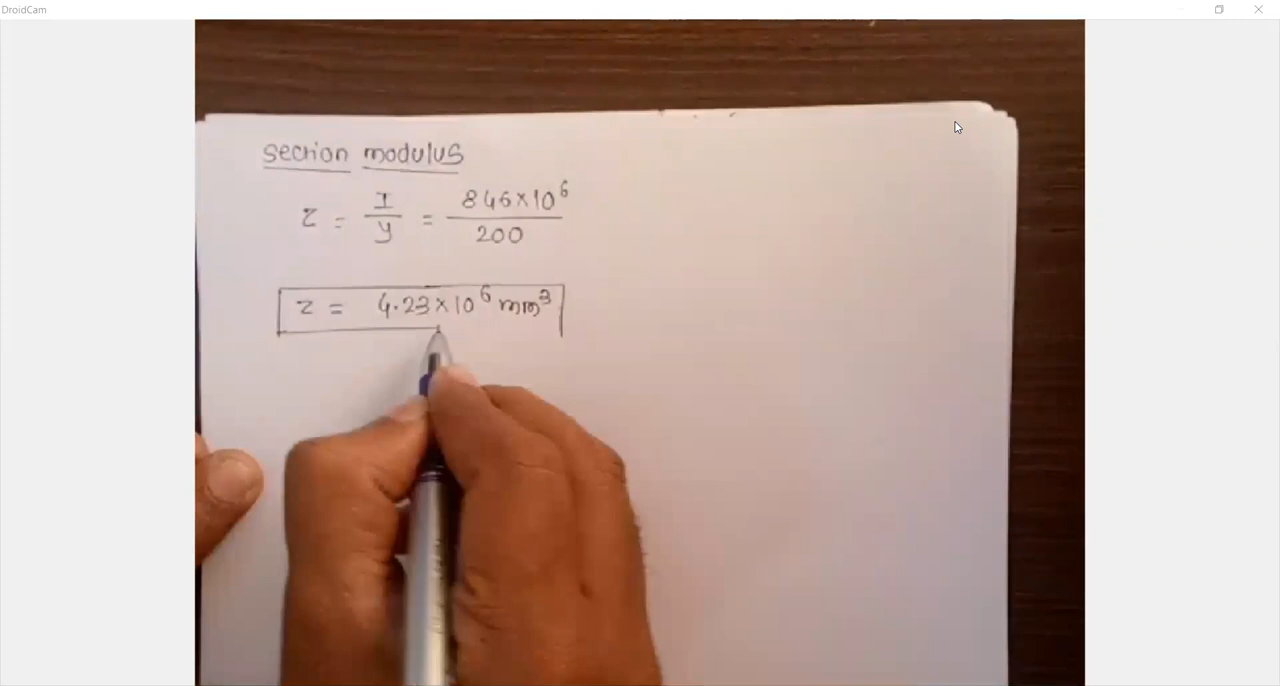 DroidCam
section modulus
Z = I/y = 846×10⁶/200
Z = 4.23×10⁶ mm³